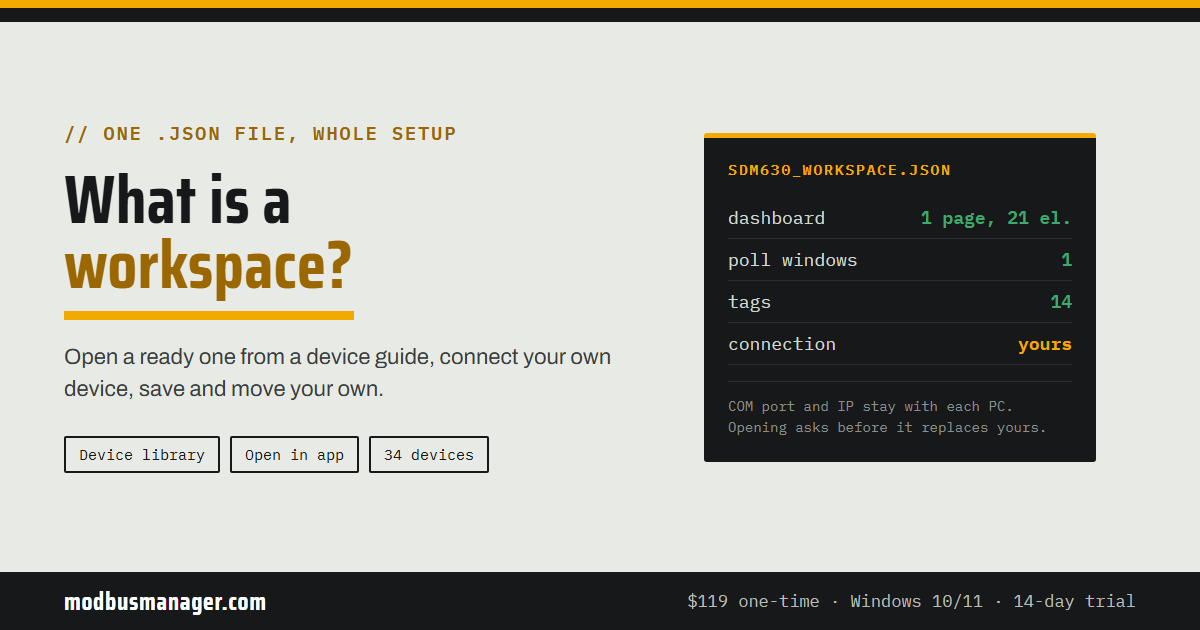 // ONE .JSON FILE, WHOLE SETUP
What is a
workspace?
Open a ready one from a device guide, connect your own
device, save and move your own.
Device library
Open in app
34 devices
SDM630_WORKSPACE.JSON
dashboard 1 page, 21 el.
poll windows 1
tags 14
connection yours
COM port and IP stay with each PC.
Opening asks before it replaces yours.
modbusmanager.com
$119 one-time · Windows 10/11 · 14-day trial